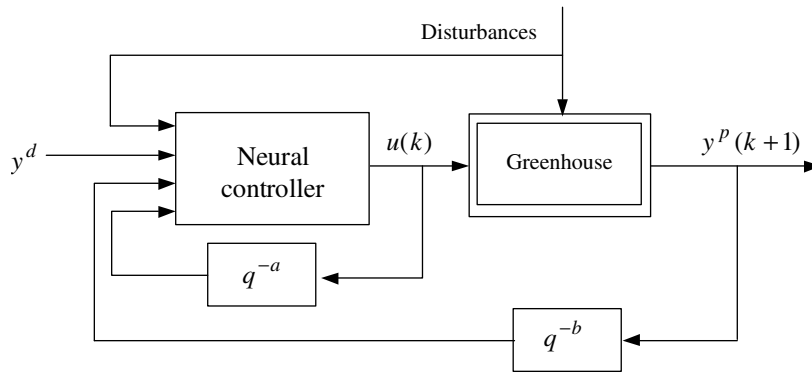 Disturbances
y^d
Neural
controller
u(k)
Greenhouse
y^p(k+1)
q^{-a}
q^{-b}